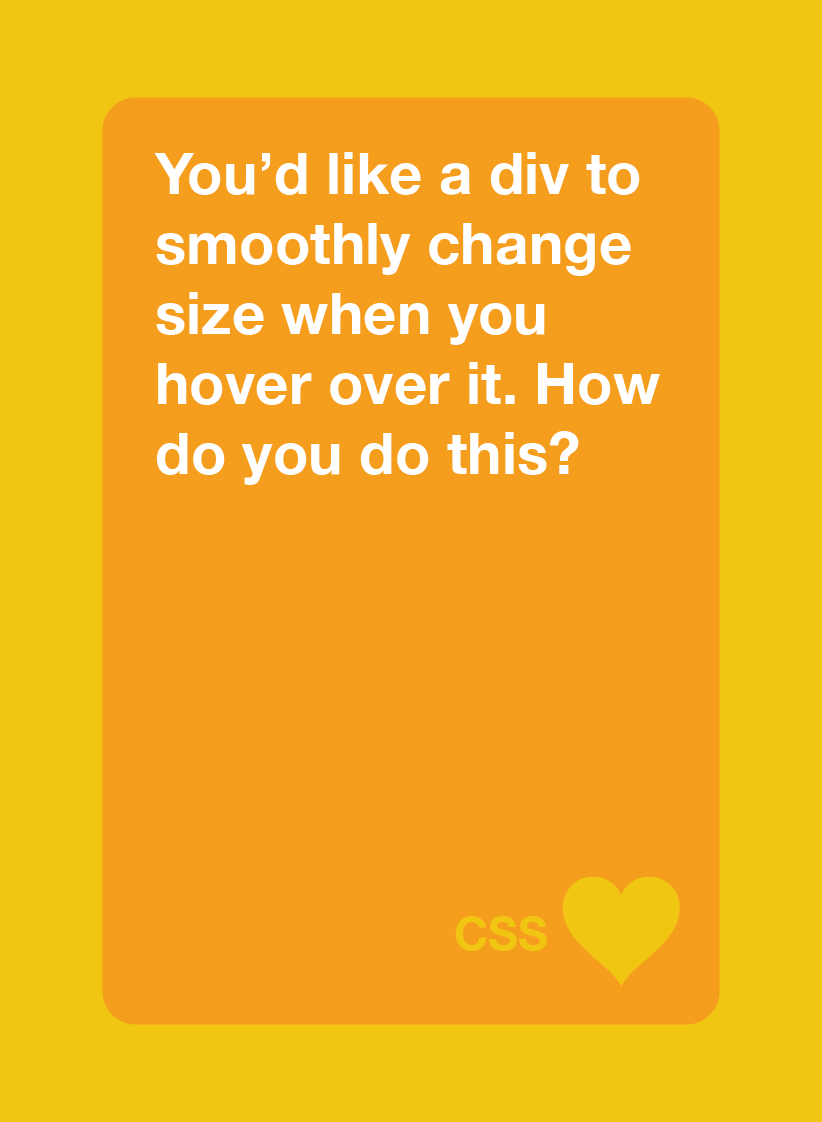 You’d like a div to
smoothly change
size when you
hover over it. How
do you do this?
CSS